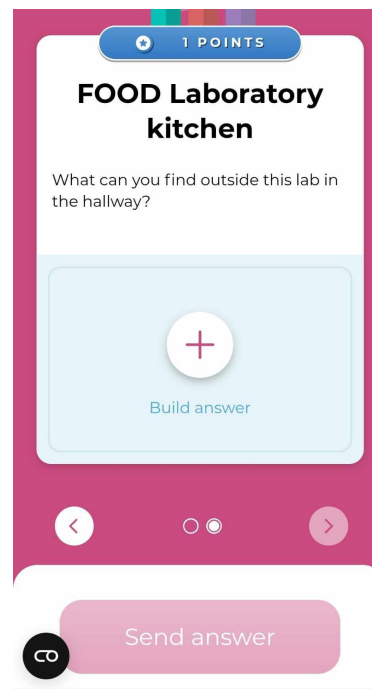 1 POINTS
FOOD Laboratory
kitchen
What can you find outside this lab in
the hallway?
Build answer
Send answer